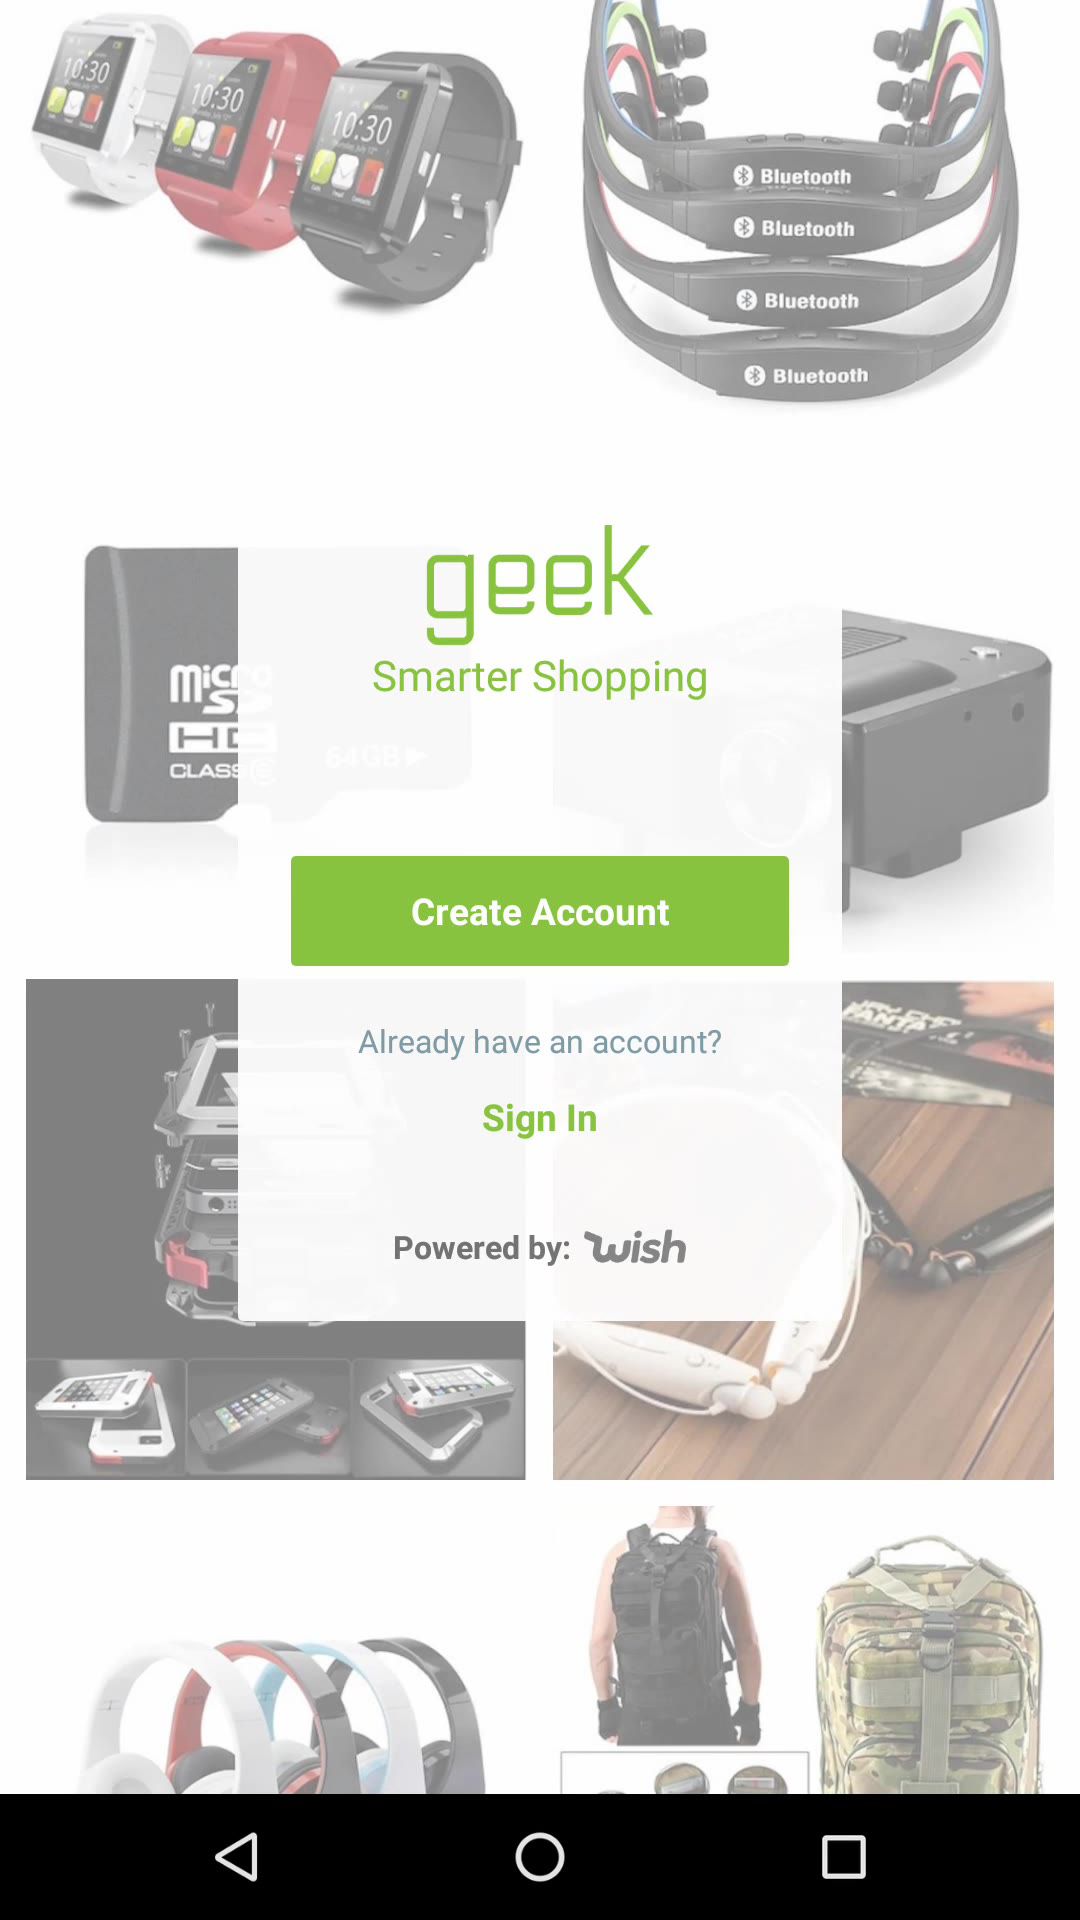 10:30
10:30
10:30
Bluetooth
Bluetooth
Bluetooth
Bluetooth
geek
Smarter Shopping
micro
SD
HC
CLASS
64GB
Create Account
Already have an account?
Sign In
Powered by: wish